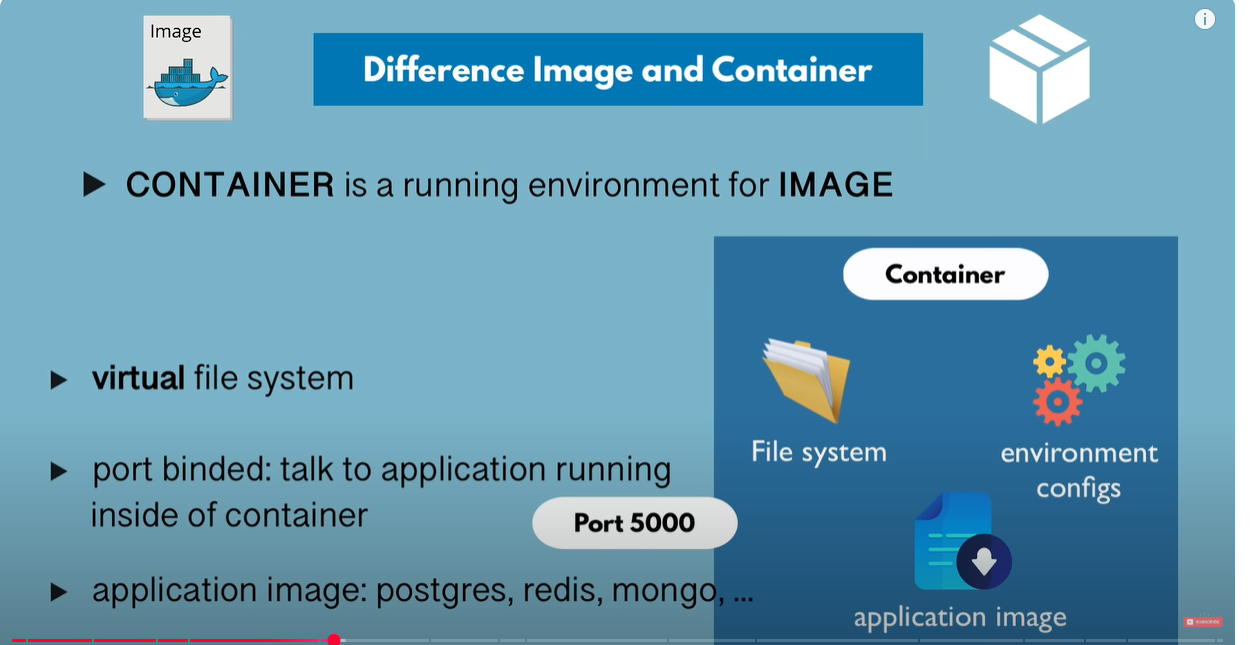 Image
Difference Image and Container
CONTAINER is a running environment for IMAGE
Container
virtual file system
File system
environment
configs
port binded: talk to application running
inside of container
Port 5000
application image: postgres, redis, mongo, ...
application image
SUBSCRIBE